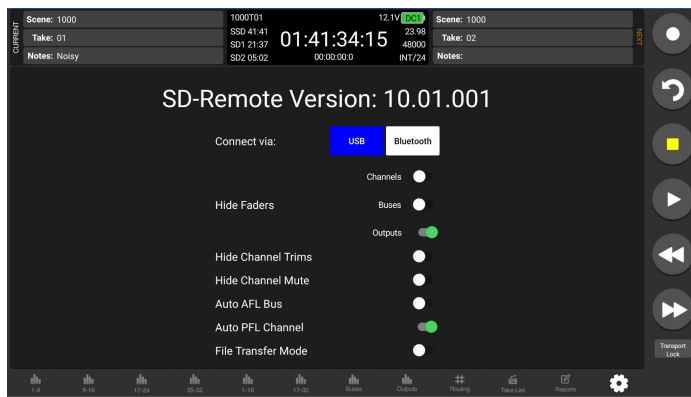 CURRENT
Scene: 1000
Take: 01
Notes: Noisy
1000T01
SSD 41:41
SD1 21:37
SD2 05:02
01:41:34:15
00:00:00:0
12.1V DC1
23.98
48000
INT/24
Scene: 1000
Take: 02
Notes:
NEXT
SD-Remote Version: 10.01.001
Connect via: USB Bluetooth
Channels
Hide Faders Buses
Outputs
Hide Channel Trims
Hide Channel Mute
Auto AFL Bus
Auto PFL Channel
File Transfer Mode
Transport
Lock
1-8 9-16 17-24 25-32 1-16 17-32 Buses Outputs Routing Take List Reports